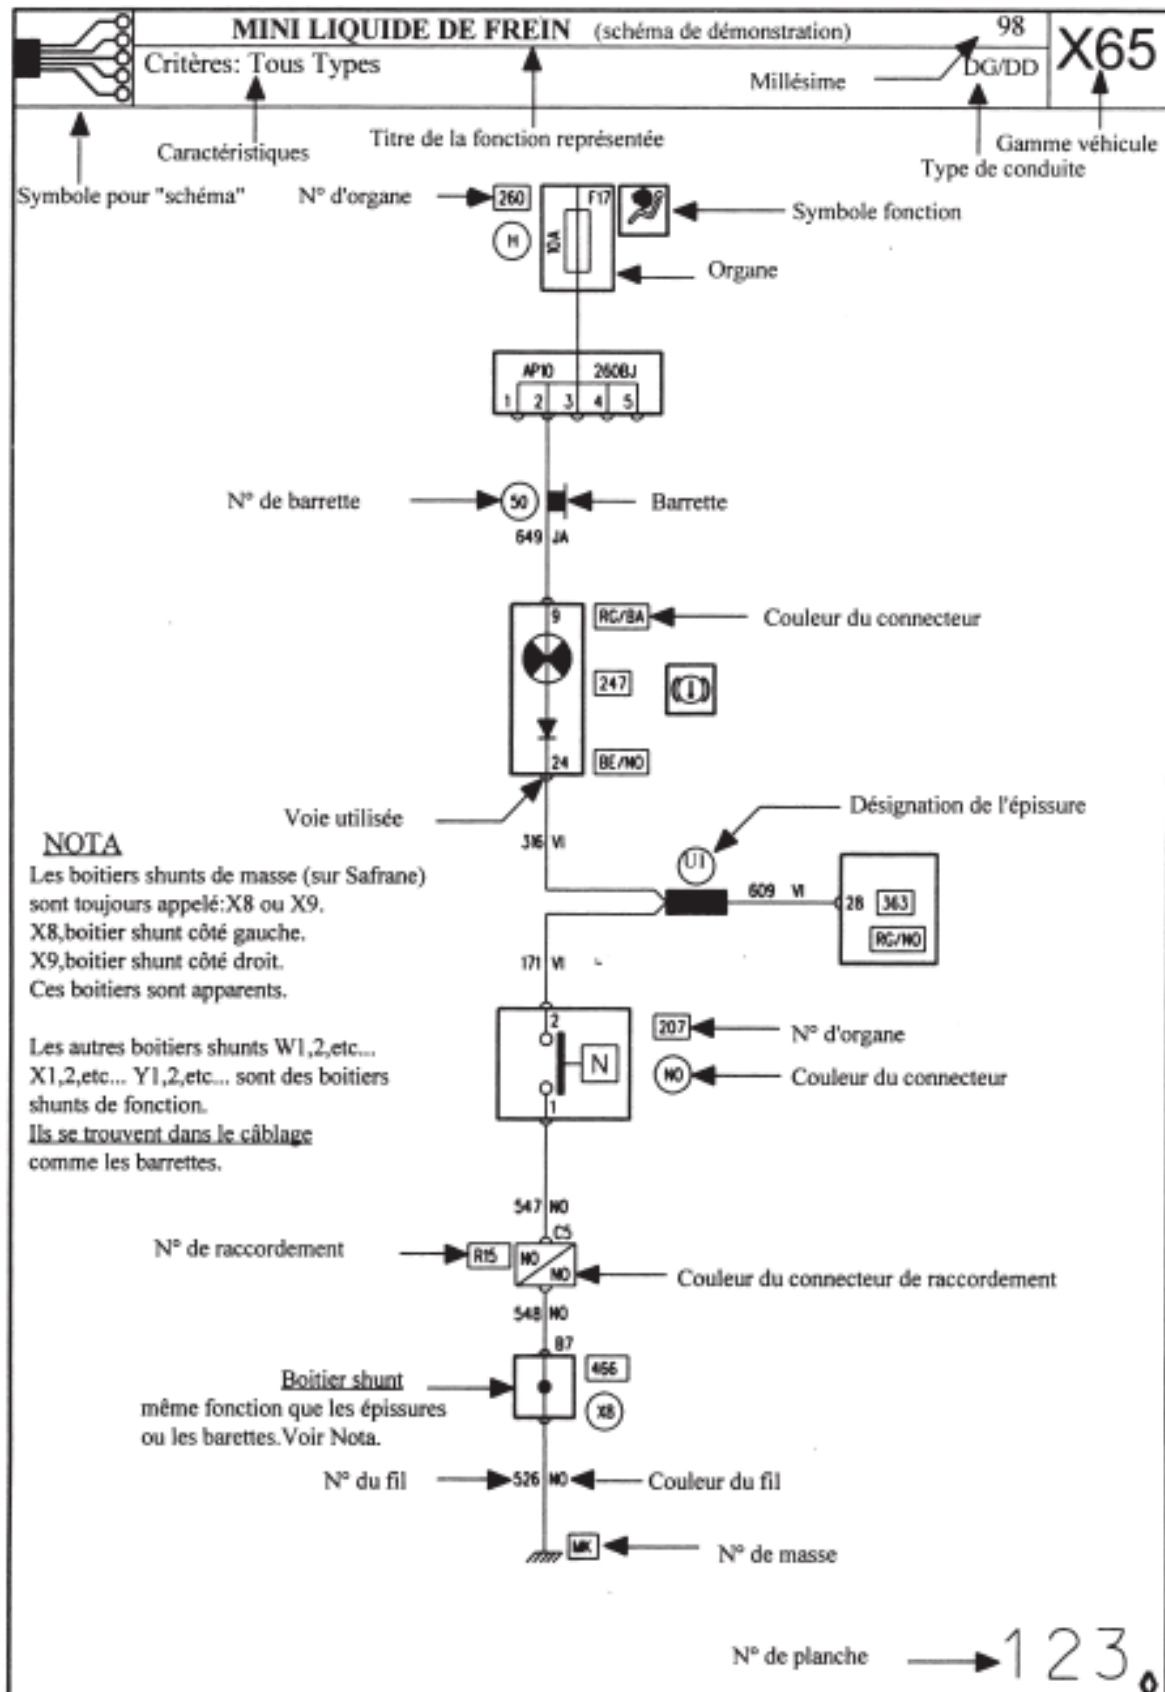 MINI LIQUIDE DE FREIN (schéma de démonstration) 98
X65
Critères: Tous Types
Millésime
DG/DD
Titre de la fonction représentée
Caractéristiques
Gamme véhicule
Type de conduite
Symbole pour "schéma"
N° d'organe
260
F17
Symbole fonction
H
10A
Organe
AP10 260BJ
1 2 3 4 5
N° de barrette
50
Barrette
649 JA
9
RG/BA
Couleur du connecteur
247
24
BE/NO
Voie utilisée
Désignation de l'épissure
316 VI
U1
609 VI
28 363
RG/NO
NOTA
Les boitiers shunts de masse (sur Safrane)
sont toujours appelé:X8 ou X9.
X8,boitier shunt côté gauche.
X9,boitier shunt côté droit.
Ces boitiers sont apparents.
171 VI
2
N
1
207
N° d'organe
NO
Couleur du connecteur
Les autres boitiers shunts W1,2,etc...
X1,2,etc... Y1,2,etc... sont des boitiers
shunts de fonction.
Ils se trouvent dans le câblage
comme les barrettes.
547 NO
C5
N° de raccordement
R15
NO
NO
Couleur du connecteur de raccordement
548 NO
B7
466
X8
Boitier shunt
même fonction que les épissures
ou les barettes.Voir Nota.
N° du fil
526 NO
Couleur du fil
MK
N° de masse
N° de planche
123